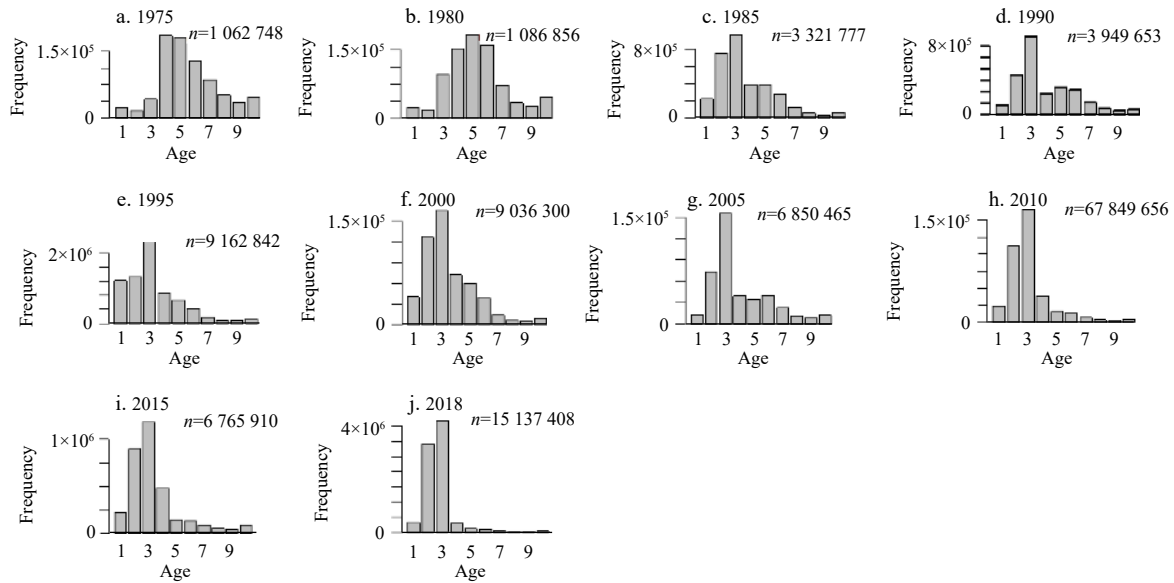 a. 1975
n=1 062 748
Frequency
1.5×10⁵
0
1 3 5 7 9
Age
b. 1980
n=1 086 856
Frequency
1.5×10⁵
0
1 3 5 7 9
Age
c. 1985
n=3 321 777
Frequency
8×10⁵
0
1 3 5 7 9
Age
d. 1990
n=3 949 653
Frequency
8×10⁵
0
1 3 5 7 9
Age
e. 1995
n=9 162 842
Frequency
2×10⁶
0
1 3 5 7 9
Age
f. 2000
n=9 036 300
Frequency
1.5×10⁵
0
1 3 5 7 9
Age
g. 2005
n=6 850 465
Frequency
1.5×10⁵
0
1 3 5 7 9
Age
h. 2010
n=67 849 656
Frequency
1.5×10⁵
0
1 3 5 7 9
Age
i. 2015
n=6 765 910
Frequency
1×10⁶
0
1 3 5 7 9
Age
j. 2018
n=15 137 408
Frequency
4×10⁶
0
1 3 5 7 9
Age